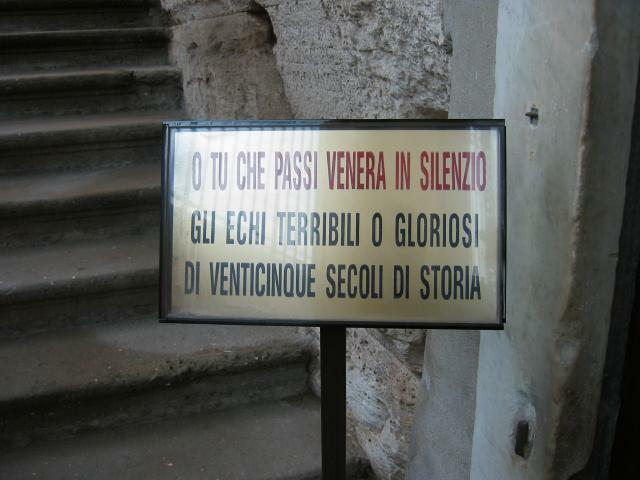 O TU CHE PASSI VENERA IN SILENZIO
GLI ECHI TERRIBILI O GLORIOSI
DI VENTICINQUE SECOLI DI STORIA